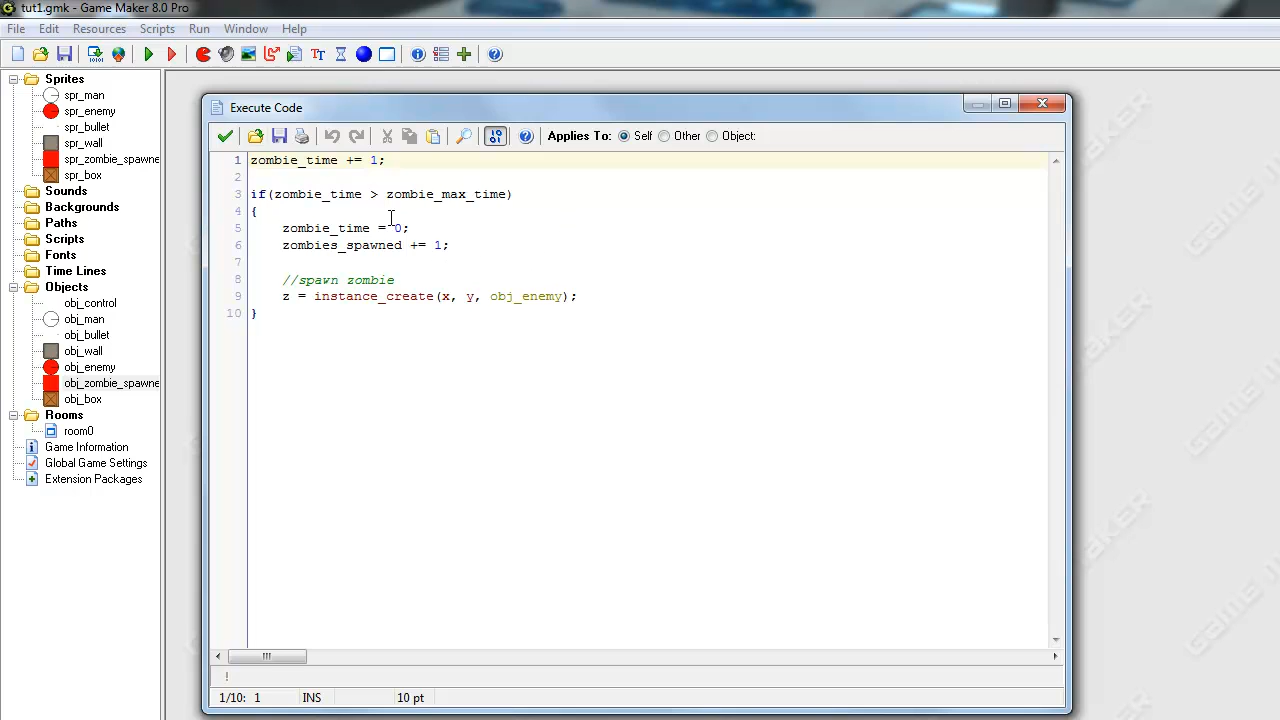 tut1.gmk - Game Maker 8.0 Pro
File Edit Resources Scripts Run Window Help
Sprites
spr_man
spr_enemy
spr_bullet
spr_wall
spr_zombie_spawne
spr_box
Sounds
Backgrounds
Paths
Scripts
Fonts
Time Lines
Objects
obj_control
obj_man
obj_bullet
obj_wall
obj_enemy
obj_zombie_spawne
obj_box
Rooms
room0
Game Information
Global Game Settings
Extension Packages
Execute Code
Applies To: Self Other Object:
1 zombie_time += 1;
2
3 if(zombie_time > zombie_max_time)
4 {
5 zombie_time = 0;
6 zombies_spawned += 1;
7
8 //spawn zombie
9 z = instance_create(x, y, obj_enemy);
10 }
!
1/10: 1 INS 10 pt
GAME MAKER